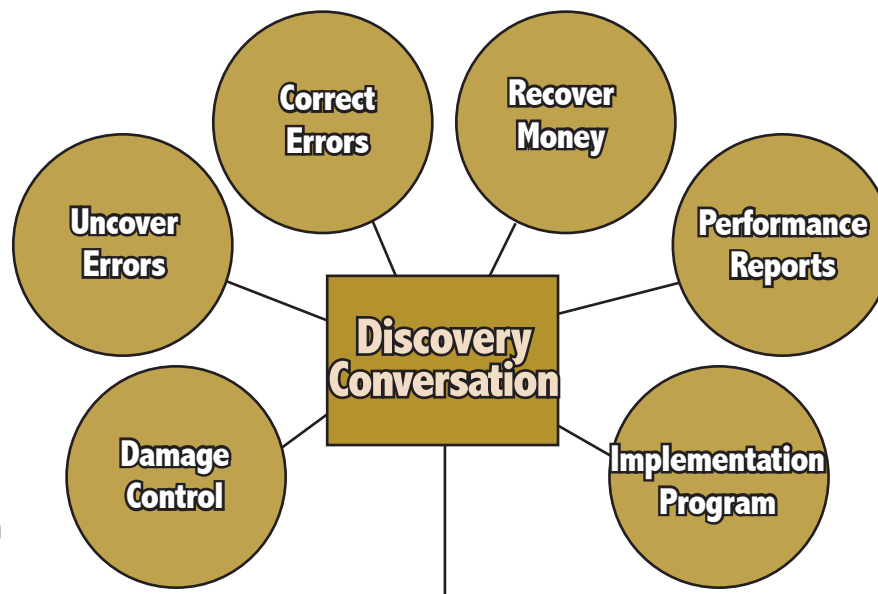 Correct
Errors
Recover
Money
Uncover
Errors
Performance
Reports
Discovery
Conversation
Damage
Control
Implementation
Program